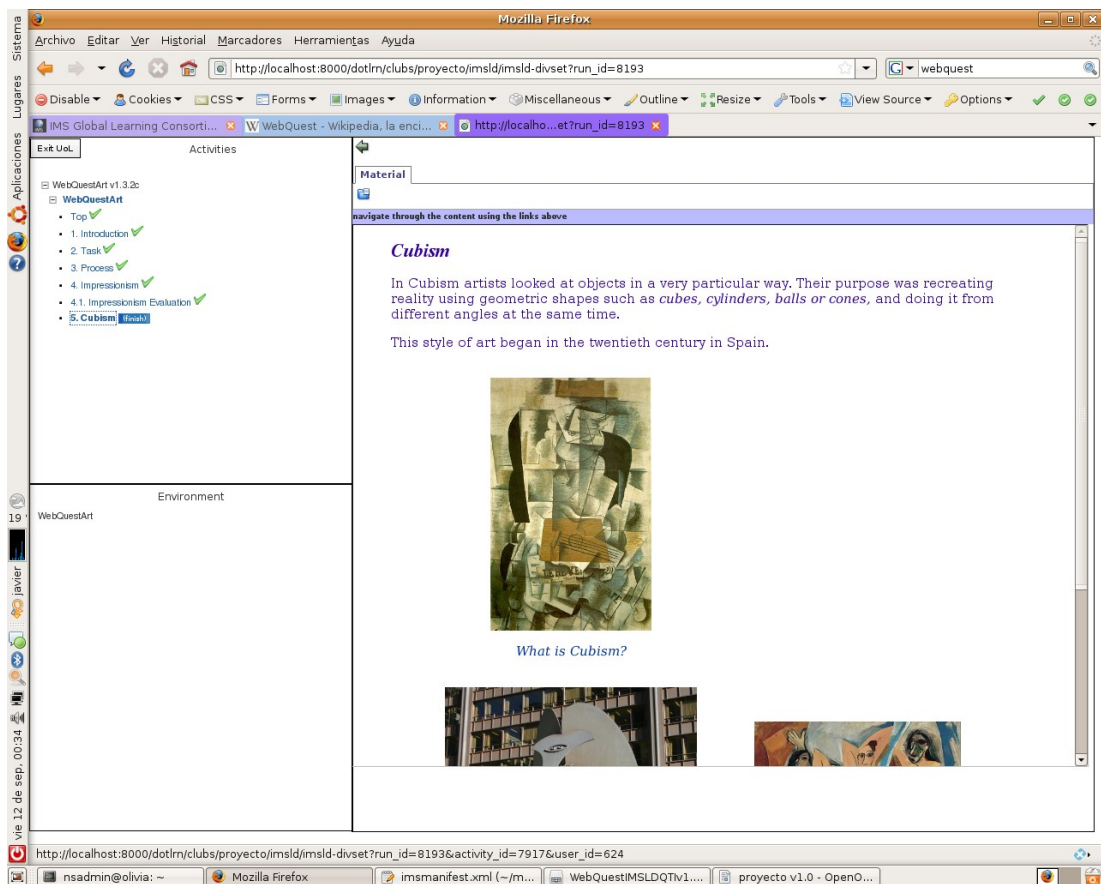 Mozilla Firefox
Archivo Editar Ver Historial Marcadores Herramientas Ayuda
http://localhost:8000/dotlrn/clubs/proyecto/imsld/imsld-divset?run_id=8193
webquest
Disable Cookies CSS Forms Images Information Miscellaneous Outline Resize Tools View Source Options
IMS Global Learning Consorti... WebQuest - Wikipedia, la enci... http://localho...et?run_id=8193
Exit UoL
Activities
WebQuestArt v1.3.2c
WebQuestArt
Top
1. Introduction
2. Task
3. Process
4. Impressionism
4.1. Impressionism Evaluation
5. Cubism (finish)
Environment
WebQuestArt
Material
navigate through the content using the links above
Cubism
In Cubism artists looked at objects in a very particular way. Their purpose was recreating
reality using geometric shapes such as cubes, cylinders, balls or cones, and doing it from
different angles at the same time.
This style of art began in the twentieth century in Spain.
What is Cubism?
http://localhost:8000/dotlrn/clubs/proyecto/imsld/imsld-divset?run_id=8193&activity_id=7917&user_id=624
nsadmin@olivia: ~ Mozilla Firefox imsmanifest.xml (~/m... WebQuestIMSLDQTIv1.... proyecto v1.0 - OpenO...
Sistema
Lugares
Aplicaciones
19
javier
vie 12 de sep, 00:34